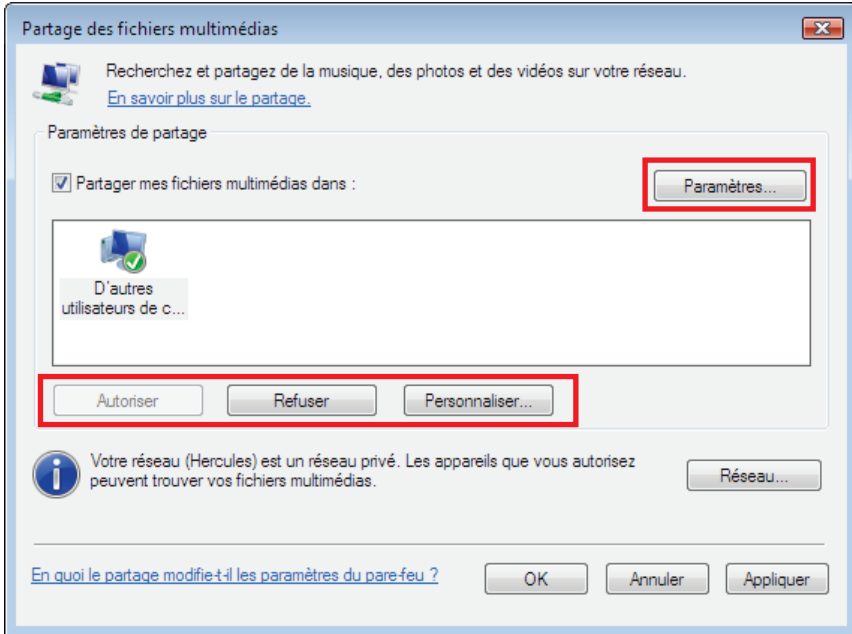 Partage des fichiers multimédias
Recherchez et partagez de la musique, des photos et des vidéos sur votre réseau.
En savoir plus sur le partage.
Paramètres de partage
Partager mes fichiers multimédias dans :
Paramètres...
D'autres
utilisateurs de c...
Autoriser
Refuser
Personnaliser...
Votre réseau (Hercules) est un réseau privé. Les appareils que vous autorisez
peuvent trouver vos fichiers multimédias.
Réseau...
En quoi le partage modifie-t-il les paramètres du pare-feu ?
OK
Annuler
Appliquer